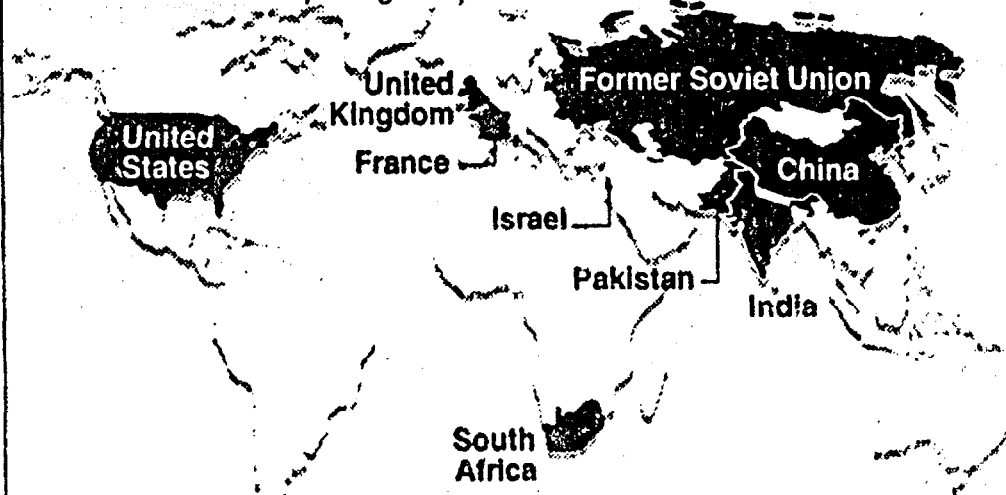 United
Kingdom
Former Soviet Union
United
States
France
China
Israel
Pakistan
India
South
Africa